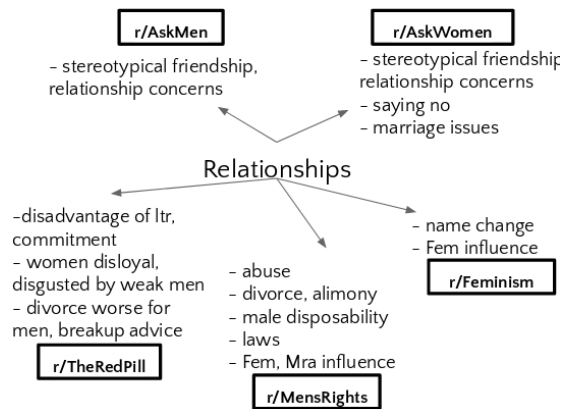 r/AskMen
– stereotypical friendship,
relationship concerns
r/AskWomen
– stereotypical friendship
relationship concerns
– saying no
– marriage issues
Relationships
–disadvantage of ltr,
commitment
– women disloyal,
disgusted by weak men
– divorce worse for
men, breakup advice
r/TheRedPill
– abuse
– divorce, alimony
– male disposability
– laws
– Fem, Mra influence
r/MensRights
– name change
– Fem influence
r/Feminism